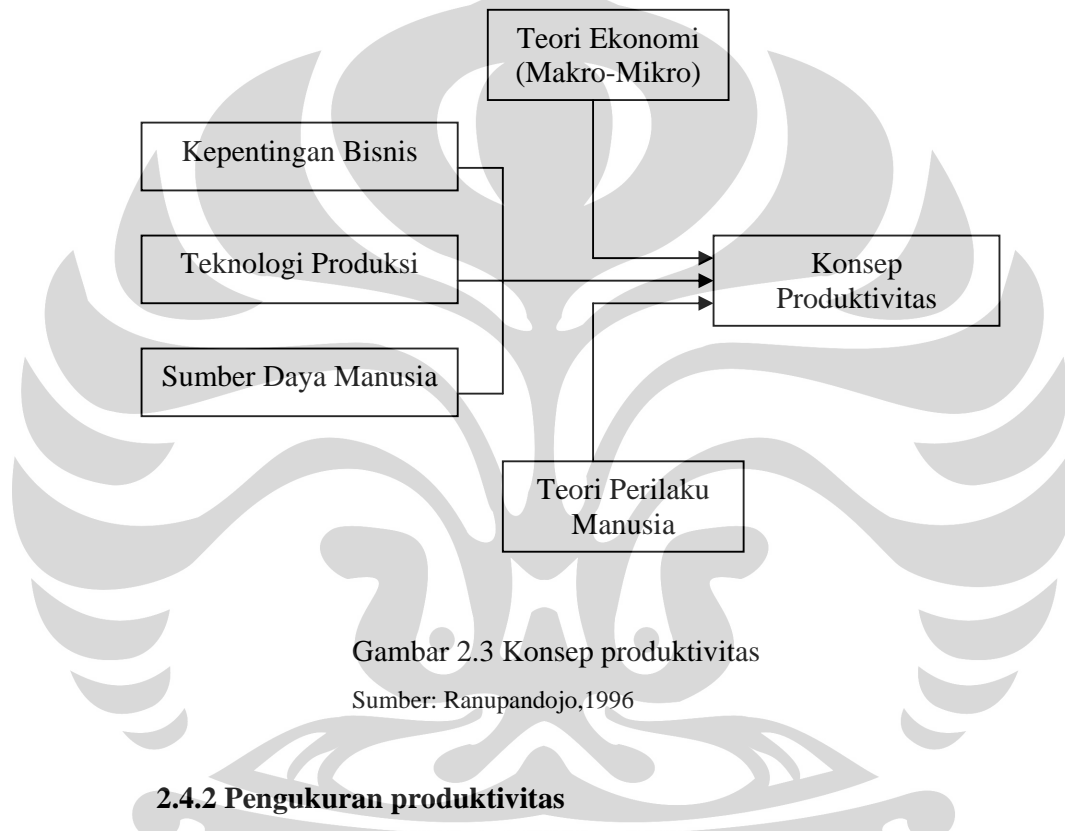 Teori Ekonomi
(Makro-Mikro)
Kepentingan Bisnis
Teknologi Produksi
Konsep
Produktivitas
Sumber Daya Manusia
Teori Perilaku
Manusia
Gambar 2.3 Konsep produktivitas
Sumber: Ranupandojo,1996
2.4.2 Pengukuran produktivitas